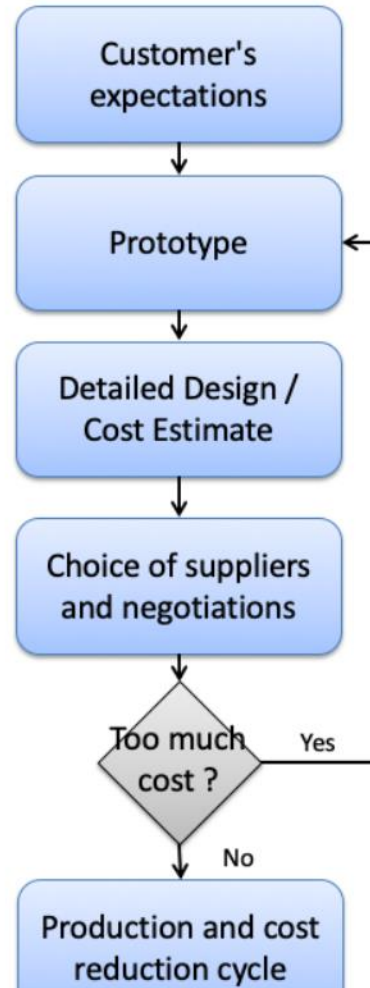 Customer's
expectations
Prototype
Detailed Design /
Cost Estimate
Choice of suppliers
and negotiations
Too much
cost ?
Yes
No
Production and cost
reduction cycle